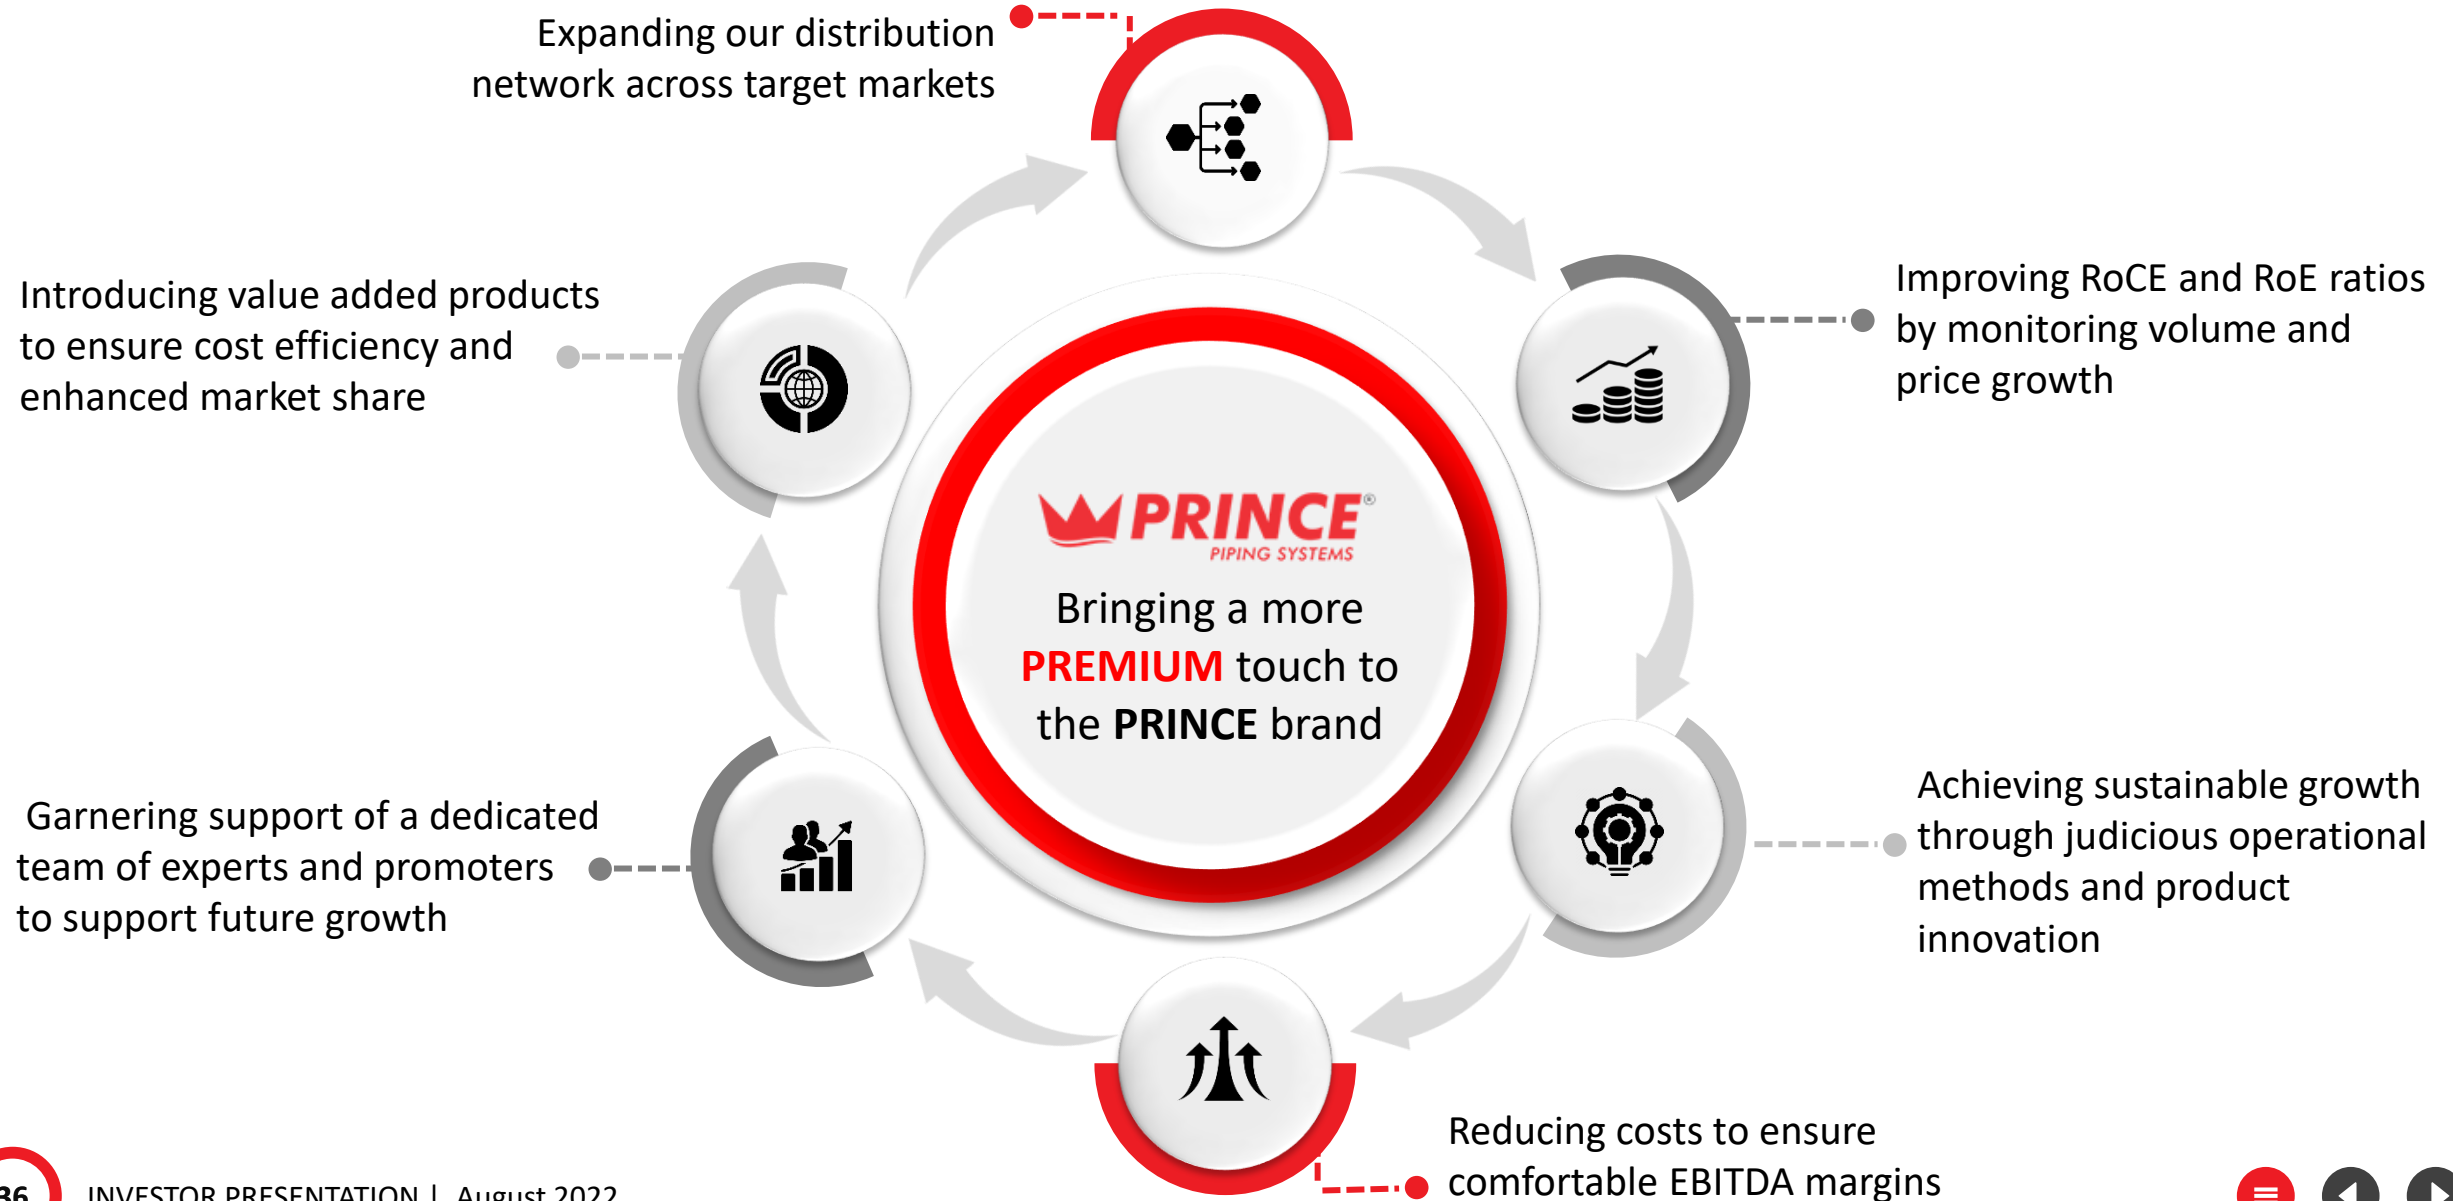 Expanding our distribution
network across target markets
Introducing value added products
to ensure cost efficiency and
enhanced market share
Improving RoCE and RoE ratios
by monitoring volume and
price growth
PRINCE®
PIPING SYSTEMS
Bringing a more
PREMIUM touch to
the PRINCE brand
Garnering support of a dedicated
team of experts and promoters
to support future growth
Achieving sustainable growth
through judicious operational
methods and product
innovation
Reducing costs to ensure
comfortable EBITDA margins
36 INVESTOR PRESENTATION | August 2022